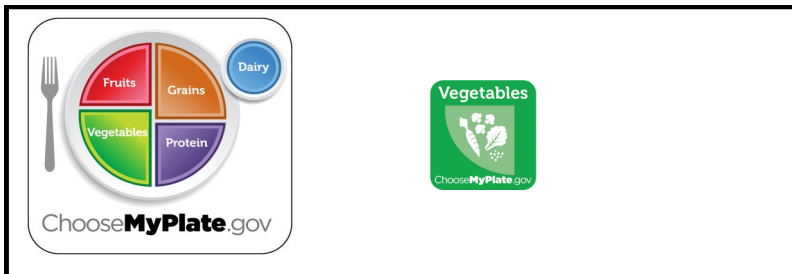 Fruits
Grains
Dairy
Vegetables
Protein
ChooseMyPlate.gov
Vegetables
ChooseMyPlate.gov